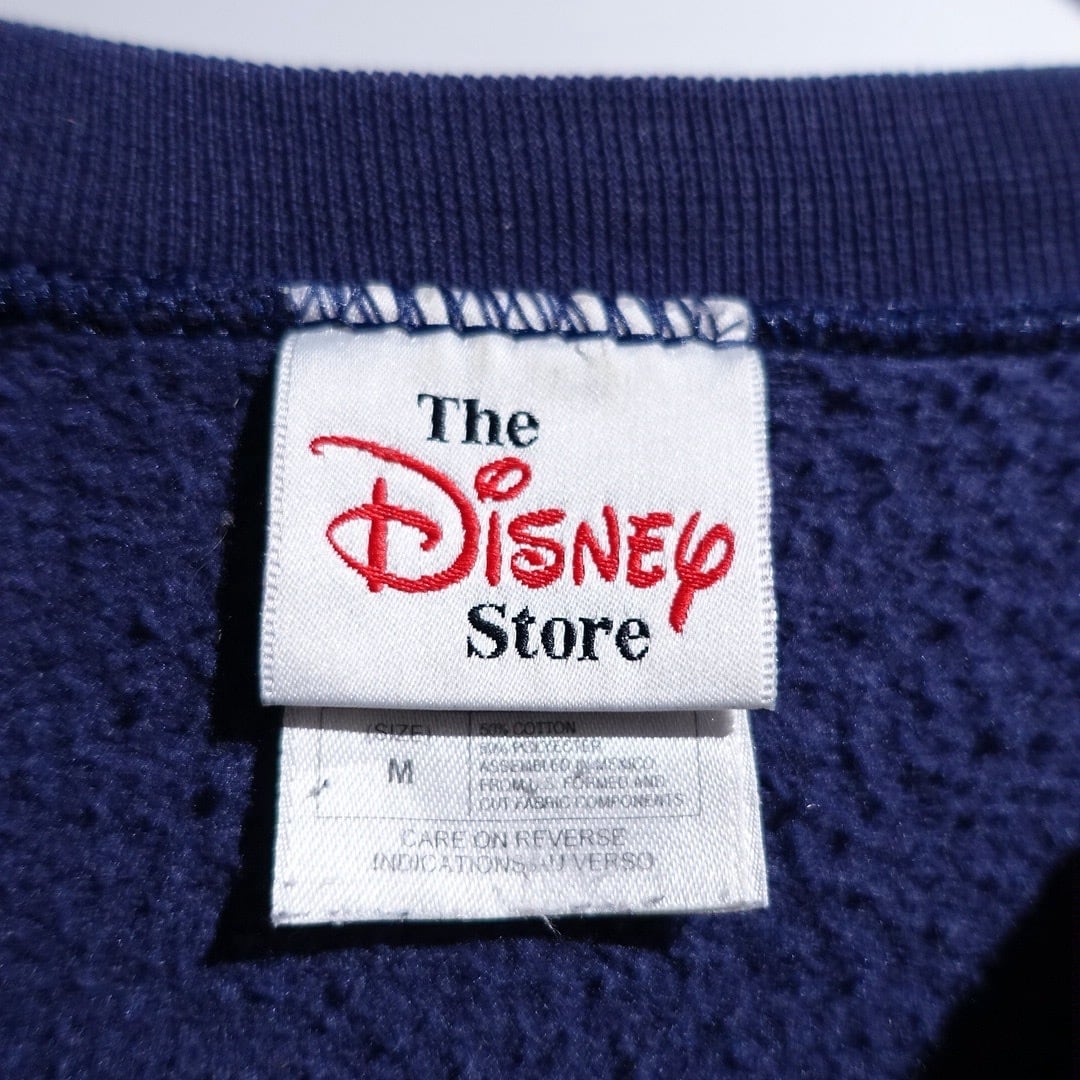 The
Disney
Store
(SIZE)
M
50% COTTON
50% POLYESTER
ASSEMBLED IN MEXICO
FROM U.S. FORMED AND
CUT FABRIC COMPONENTS
CARE ON REVERSE
INDICATIONS AU VERSO